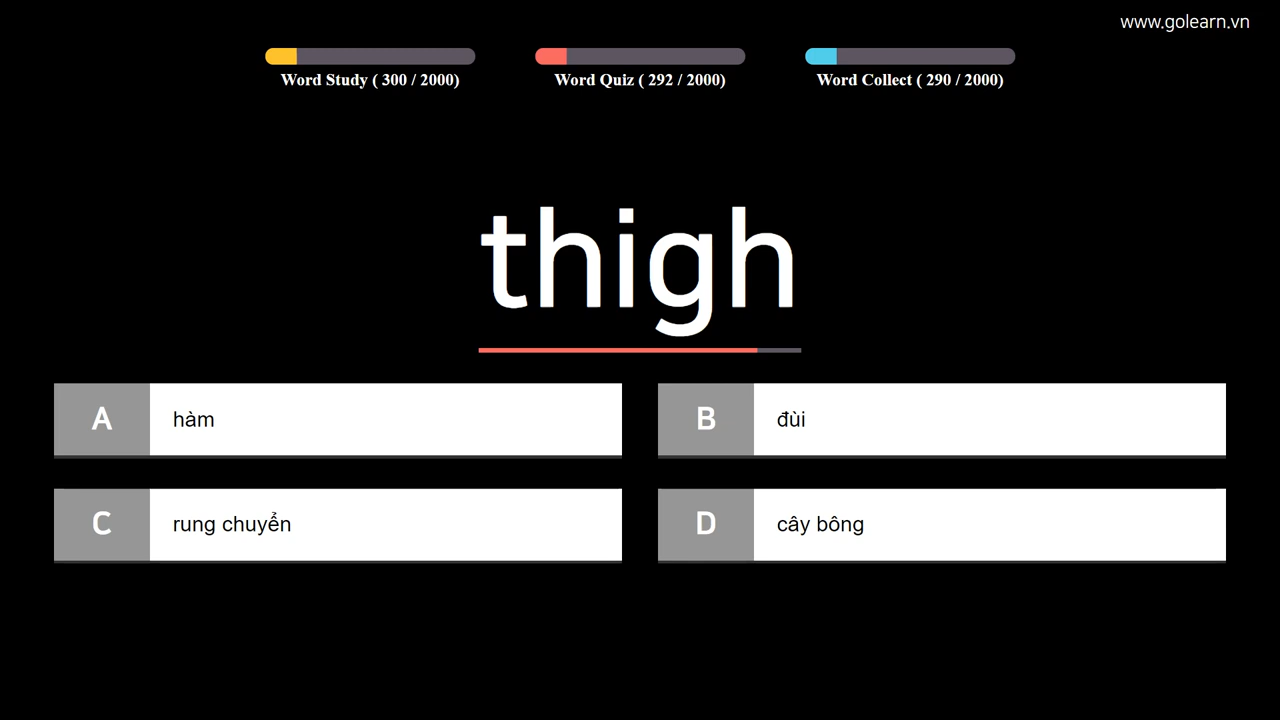 www.golearn.vn
Word Study ( 300 / 2000)
Word Quiz ( 292 / 2000)
Word Collect ( 290 / 2000)
thigh
A hàm
B đùi
C rung chuyển
D cây bông